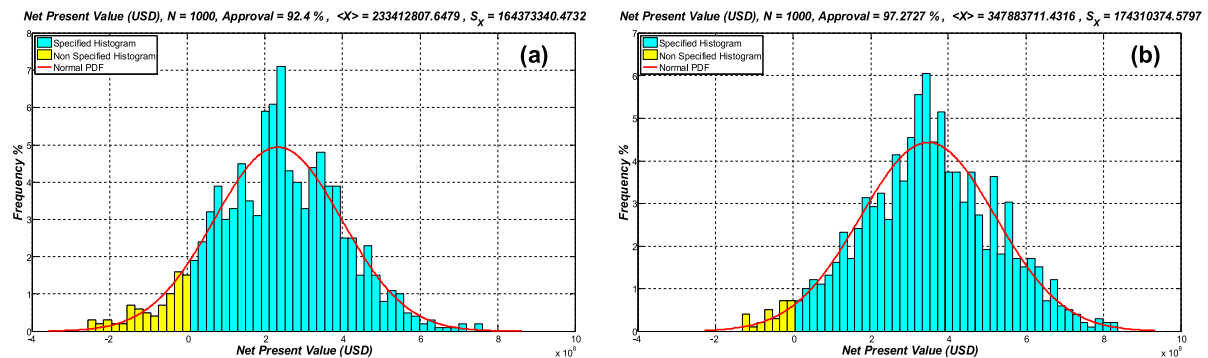 Net Present Value (USD), N = 1000, Approval = 92.4 % , <X> = 233412807.6479 , S_X = 164373340.4732
Specified Histogram
Non Specified Histogram
Normal PDF
(a)
Frequency %
8
7
6
5
4
3
2
1
0
-4 -2 0 2 4 6 8 10
Net Present Value (USD)
x 10^8
Net Present Value (USD), N = 1000, Approval = 97.2727 % , <X> = 347883711.4316 , S_X = 174310374.5797
Specified Histogram
Non Specified Histogram
Normal PDF
(b)
Frequency %
7
6
5
4
3
2
1
0
-4 -2 0 2 4 6 8 10
Net Present Value (USD)
x 10^8